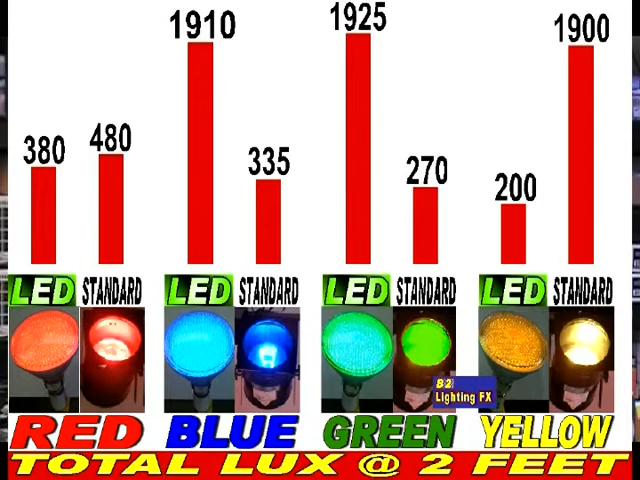 1925
1910
1900
480
380
335
270
200
LED STANDARD LED STANDARD LED STANDARD LED STANDARD
B2
Lighting FX
RED BLUE GREEN YELLOW
TOTAL LUX @ 2 FEET